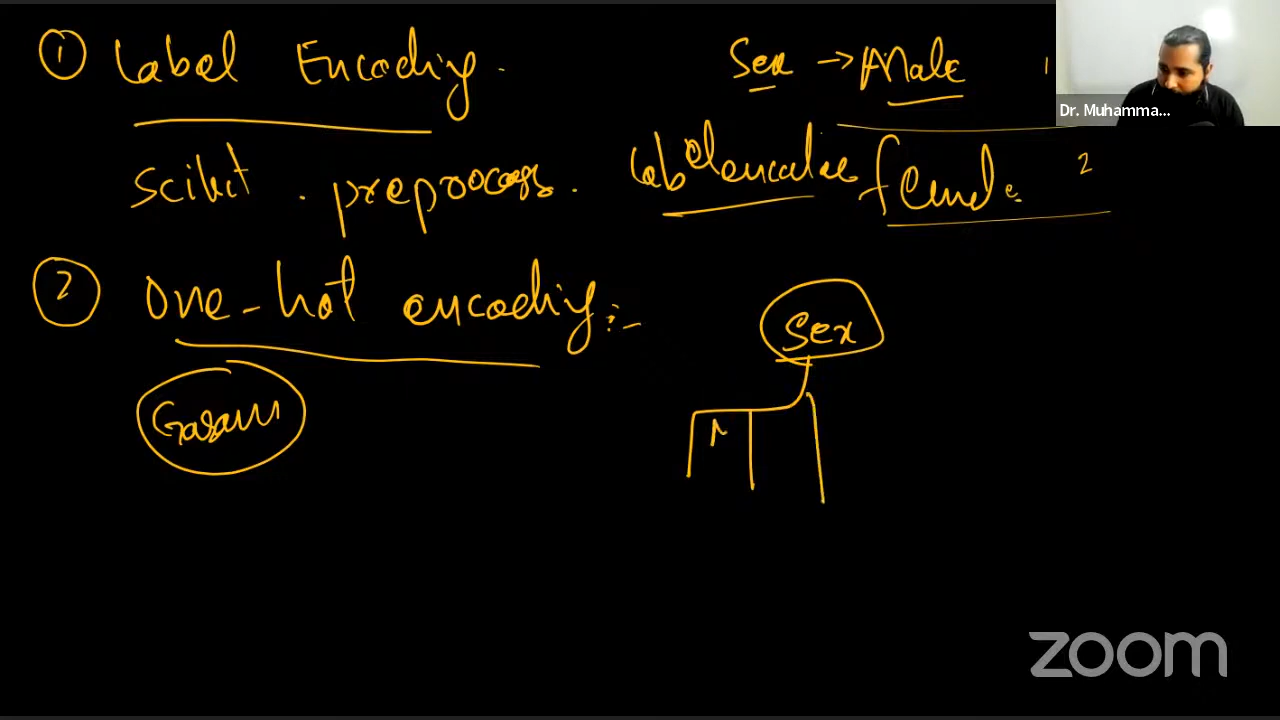 ① Label Encoding.
Sex → Male 1
Dr. Muhamma...
Scikit . preprocess. labelencoder female 2
② One-hot encoding:-
Sex
Garam
M
zoom